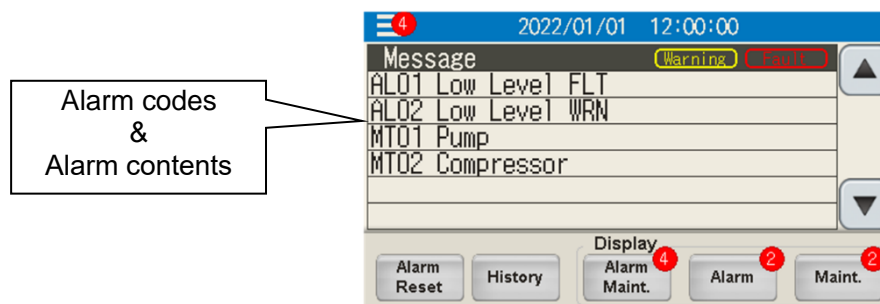 Alarm codes
&
Alarm contents
4
2022/01/01 12:00:00
Message
Warning
Fault
AL01 Low Level FLT
AL02 Low Level WRN
MT01 Pump
MT02 Compressor
Display
Alarm Reset
History
Alarm Maint.
4
Alarm
2
Maint.
2